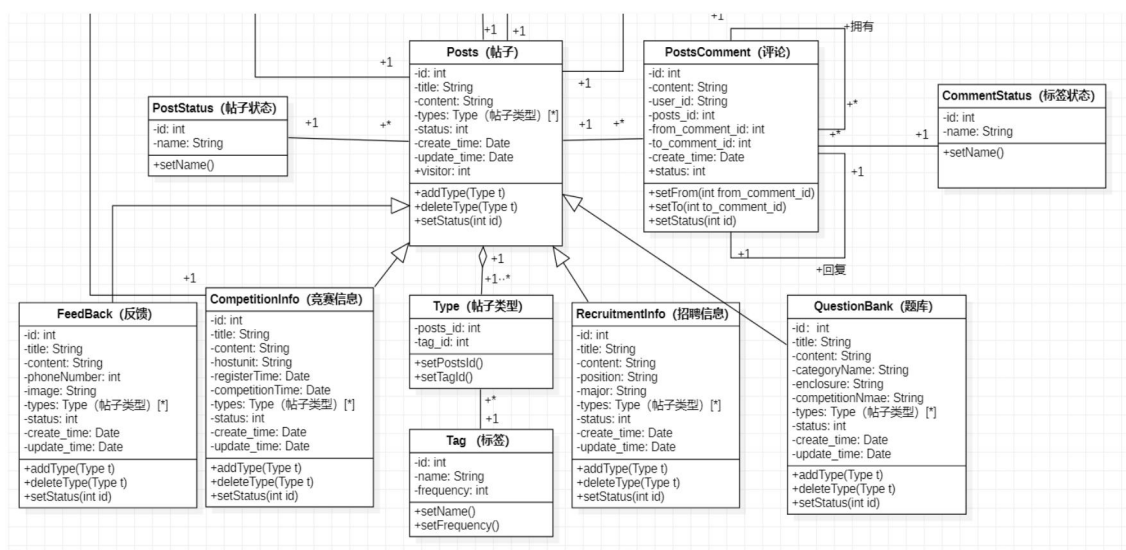 +1
+1
+1
+拥有
+1
+1
Posts（帖子）
-id: int
-title: String
-content: String
-types: Type（帖子类型）[*]
-status: int
-create_time: Date
-update_time: Date
+visitor: int
+addType(Type t)
+deleteType(Type t)
+setStatus(int id)
PostsComment（评论）
-id: int
-content: String
-user_id: String
-posts_id: int
-from_comment_id: int
-to_comment_id: int
-create_time: Date
+status: int
+setFrom(int from_comment_id)
+setTo(int to_comment_id)
+setStatus(int id)
PostStatus（帖子状态）
-id: int
-name: String
+setName()
+1
+*
+1
+*
+*
+*
+1
+1
+1
+回复
CommentStatus（标签状态）
-id: int
-name: String
+setName()
+1
+1
+1··*
FeedBack（反馈）
-id: int
-title: String
-content: String
-phoneNumber: int
-image: String
-types: Type（帖子类型）[*]
-status: int
-create_time: Date
-update_time: Date
+addType(Type t)
+deleteType(Type t)
+setStatus(int id)
CompetitionInfo（竞赛信息）
-id: int
-title: String
-content: String
-hostunit: String
-registerTime: Date
-competitionTime: Date
-types: Type（帖子类型）[*]
-status: int
-create_time: Date
-update_time: Date
+addType(Type t)
+deleteType(Type t)
+setStatus(int id)
Type（帖子类型）
-posts_id: int
-tag_id: int
+setPostsId()
+setTagId()
+*
+1
Tag（标签）
-id: int
-name: String
-frequency: int
+setName()
+setFrequency()
RecruitmentInfo（招聘信息）
-id: int
-title: String
-content: String
-position: String
-major: String
-types: Type（帖子类型）[*]
-status: int
-create_time: Date
-update_time: Date
+addType(Type t)
+deleteType(Type t)
+setStatus(int id)
QuestionBank（题库）
-id：int
-title: String
-content: String
-categoryName: String
-enclosure: String
-competitionNmae: String
-types: Type（帖子类型）[*]
-status: int
-create_time: Date
-update_time: Date
+addType(Type t)
+deleteType(Type t)
+setStatus(int id)